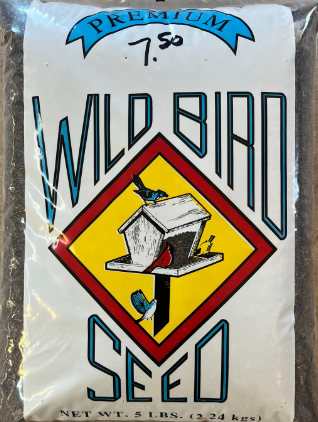 PREMIUM
7.50
WILD BIRD
SEED
NET WT. 5 LBS. (2.24 kgs)